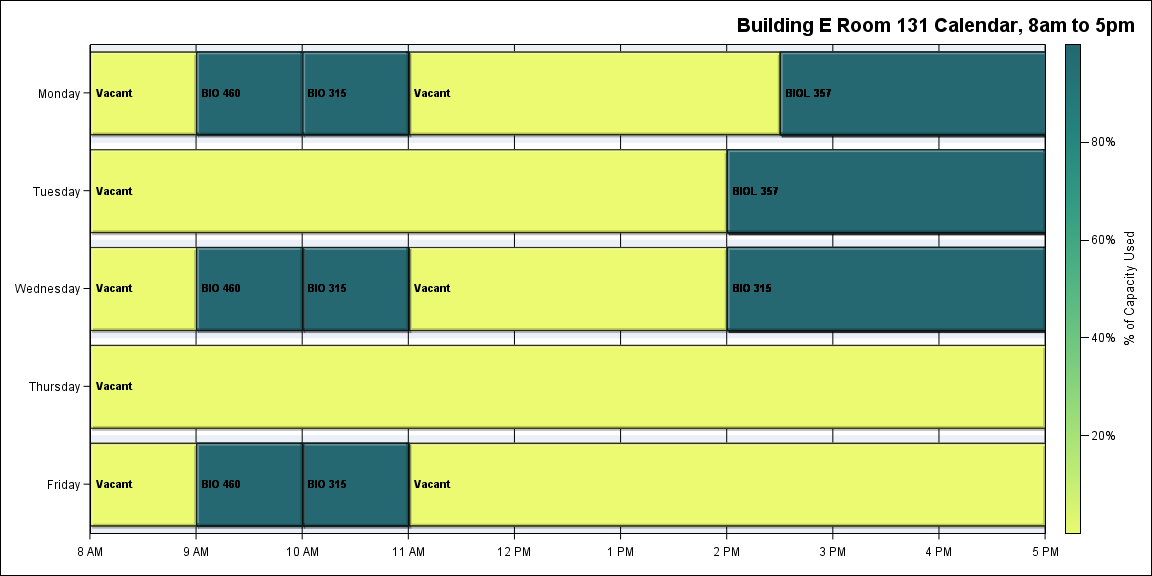 Building E Room 131 Calendar, 8am to 5pm
Monday
Vacant
BIO 460
BIO 315
Vacant
BIOL 357
Tuesday
Vacant
BIOL 357
Wednesday
Vacant
BIO 460
BIO 315
Vacant
BIO 315
Thursday
Vacant
Friday
Vacant
BIO 460
BIO 315
Vacant
8 AM
9 AM
10 AM
11 AM
12 PM
1 PM
2 PM
3 PM
4 PM
5 PM
80%
60%
40%
20%
% of Capacity Used